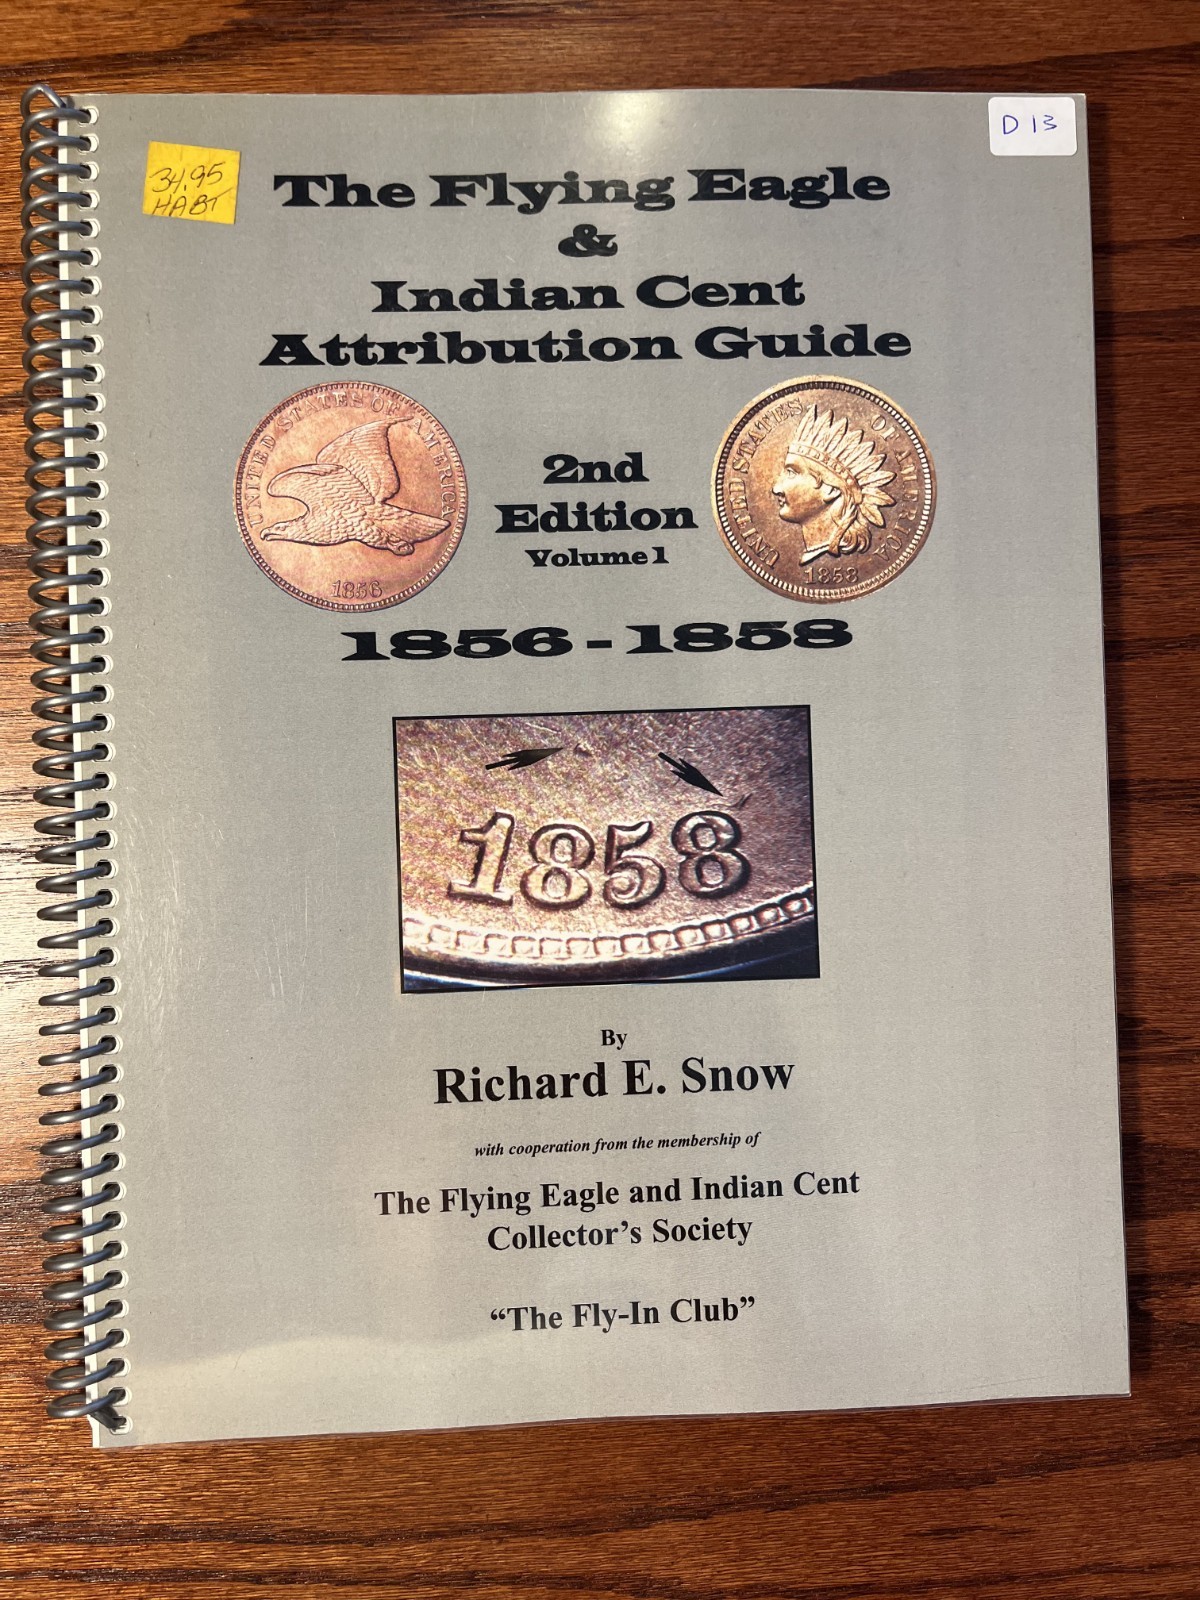 D 13
34.95
HABT
The Flying Eagle
&
Indian Cent
Attribution Guide
UNITED STATES OF AMERICA
1856
2nd
Edition
Volume 1
UNITED STATES OF AMERICA
1858
1856 - 1858
1858
By
Richard E. Snow
with cooperation from the membership of
The Flying Eagle and Indian Cent
Collector's Society
“The Fly-In Club”